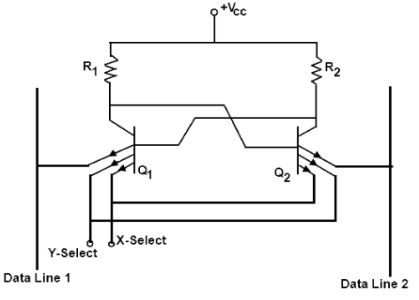 +Vcc
R1
R2
Q1
Q2
Y-Select
X-Select
Data Line 1
Data Line 2